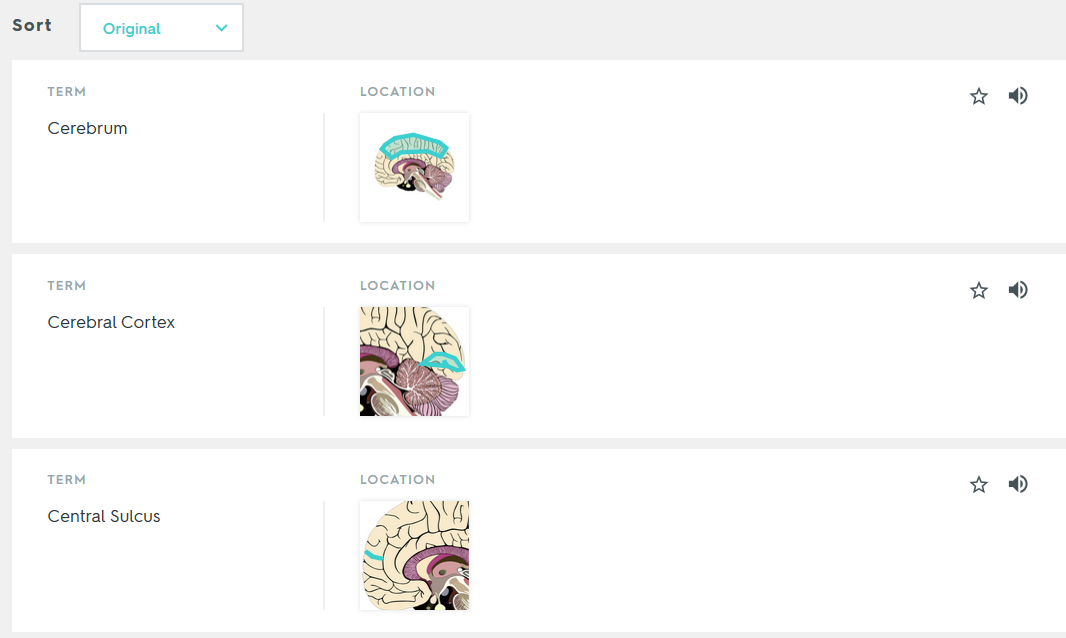 Sort
Original
TERM
LOCATION
Cerebrum
TERM
LOCATION
Cerebral Cortex
TERM
LOCATION
Central Sulcus